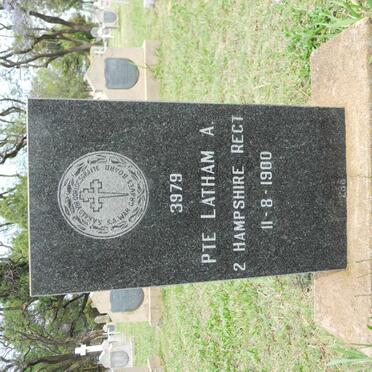 3979
PTE LATHAM A.
2 HAMPSHIRE RECT
11-8-1900